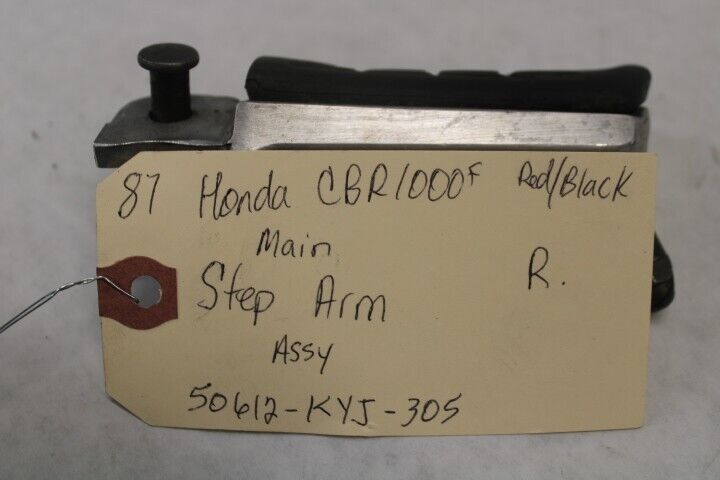 87 Honda CBR1000F Red/Black
Main
Step Arm R.
Assy
50612-KYJ-305